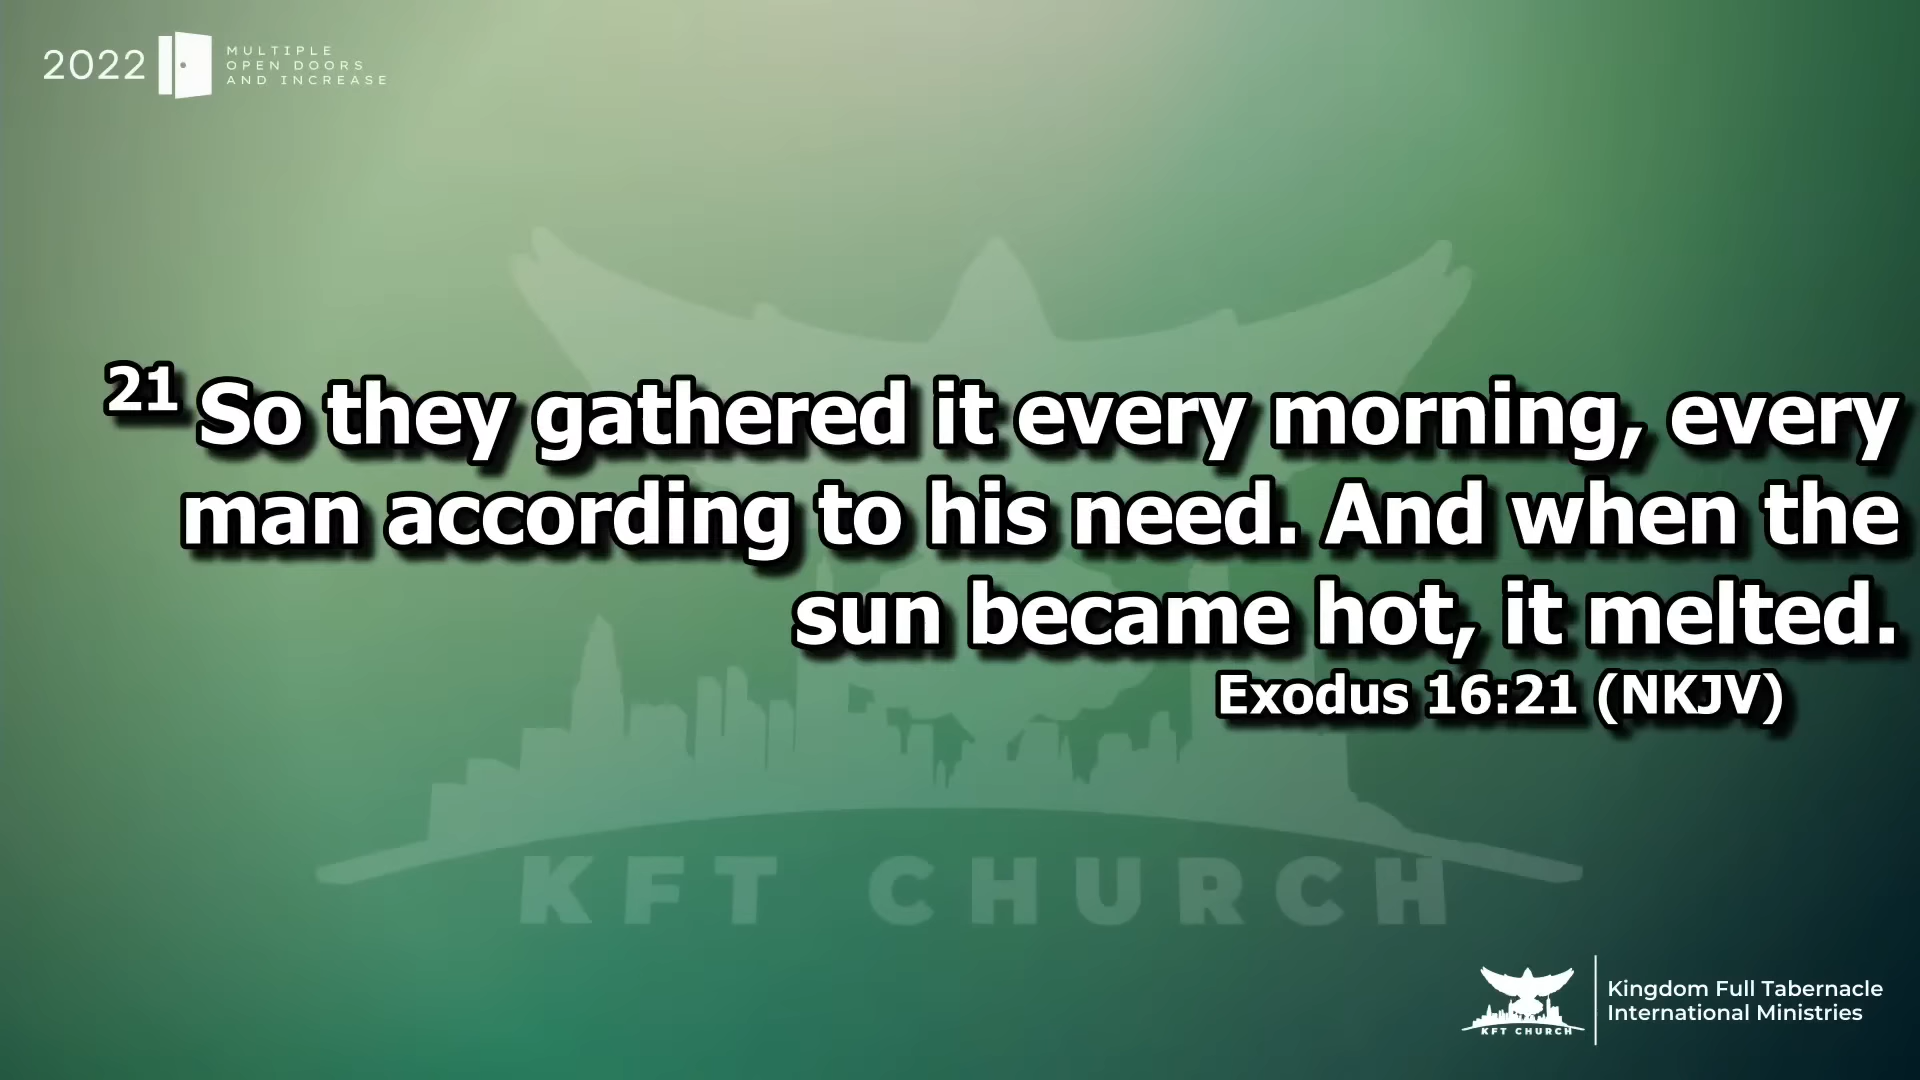 2022
MULTIPLE
OPEN DOORS
AND INCREASE
21 So they gathered it every morning, every
man according to his need. And when the
sun became hot, it melted.
Exodus 16:21 (NKJV)
KFT CHURCH
KFT CHURCH
Kingdom Full Tabernacle
International Ministries